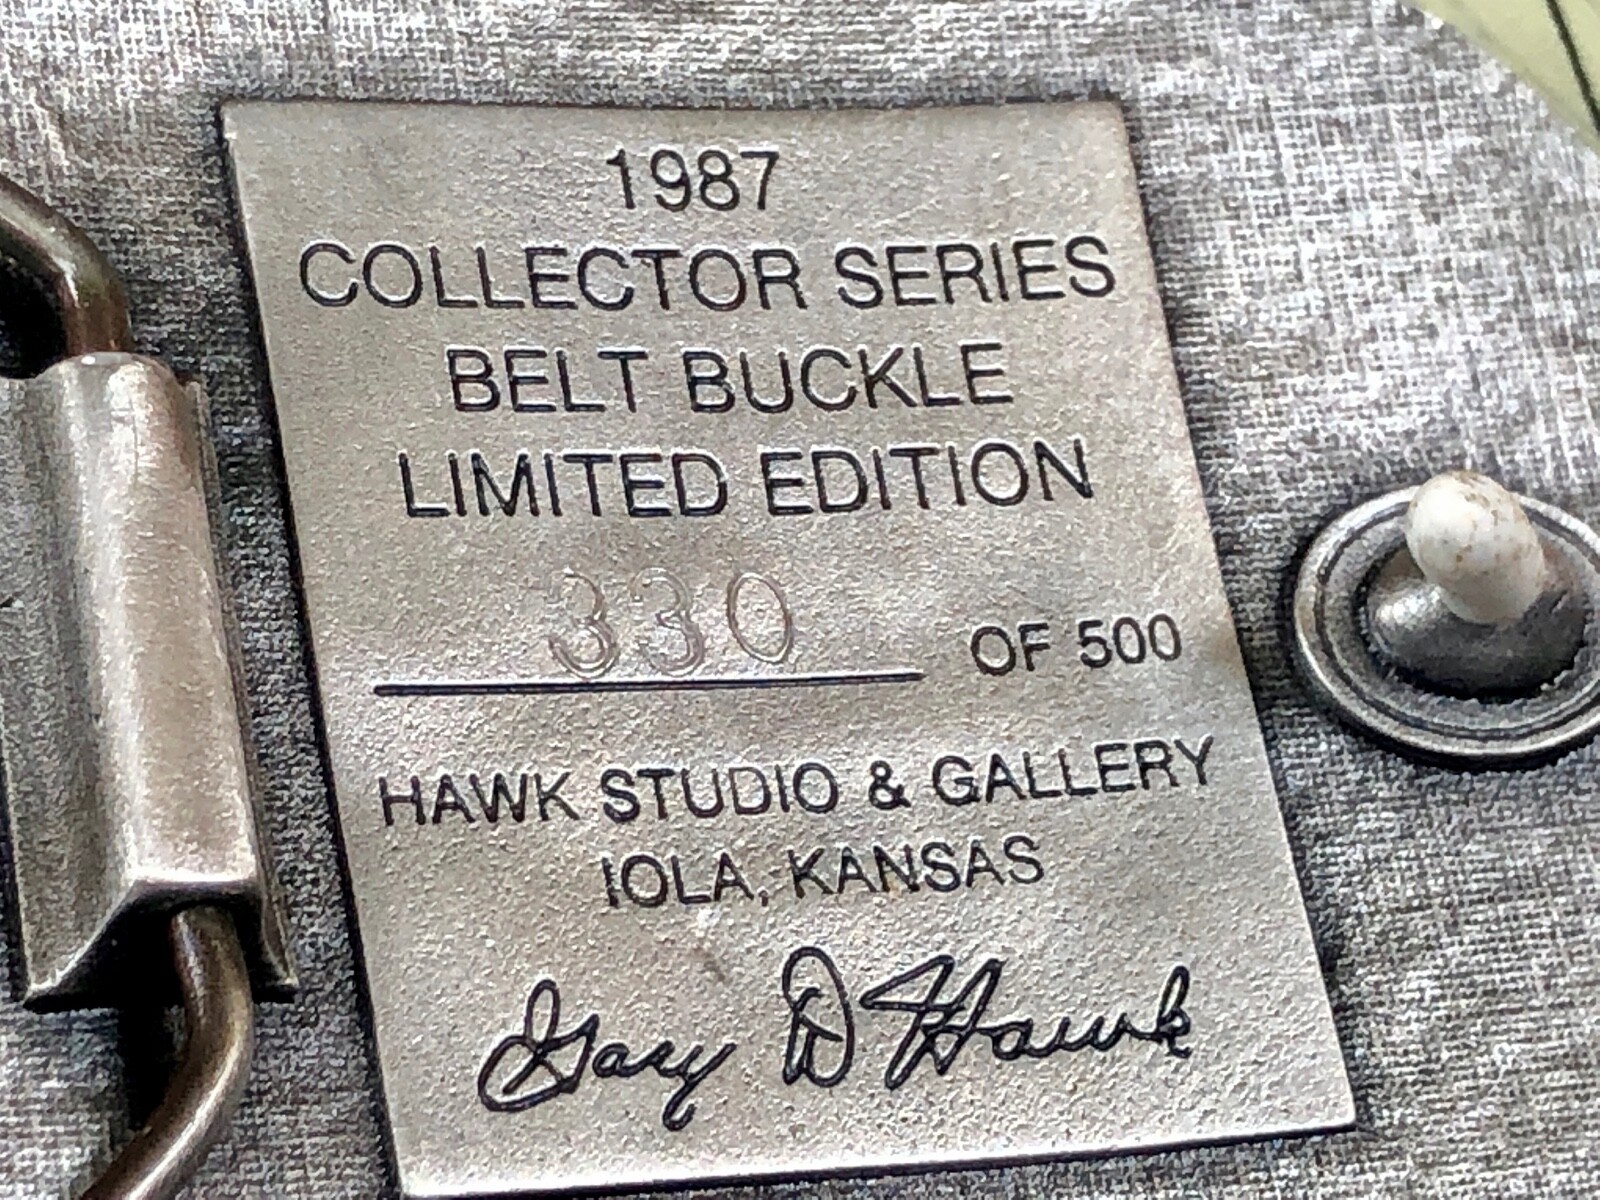 1987
COLLECTOR SERIES
BELT BUCKLE
LIMITED EDITION
330 OF 500
HAWK STUDIO & GALLERY
IOLA, KANSAS
Gary D Hawk